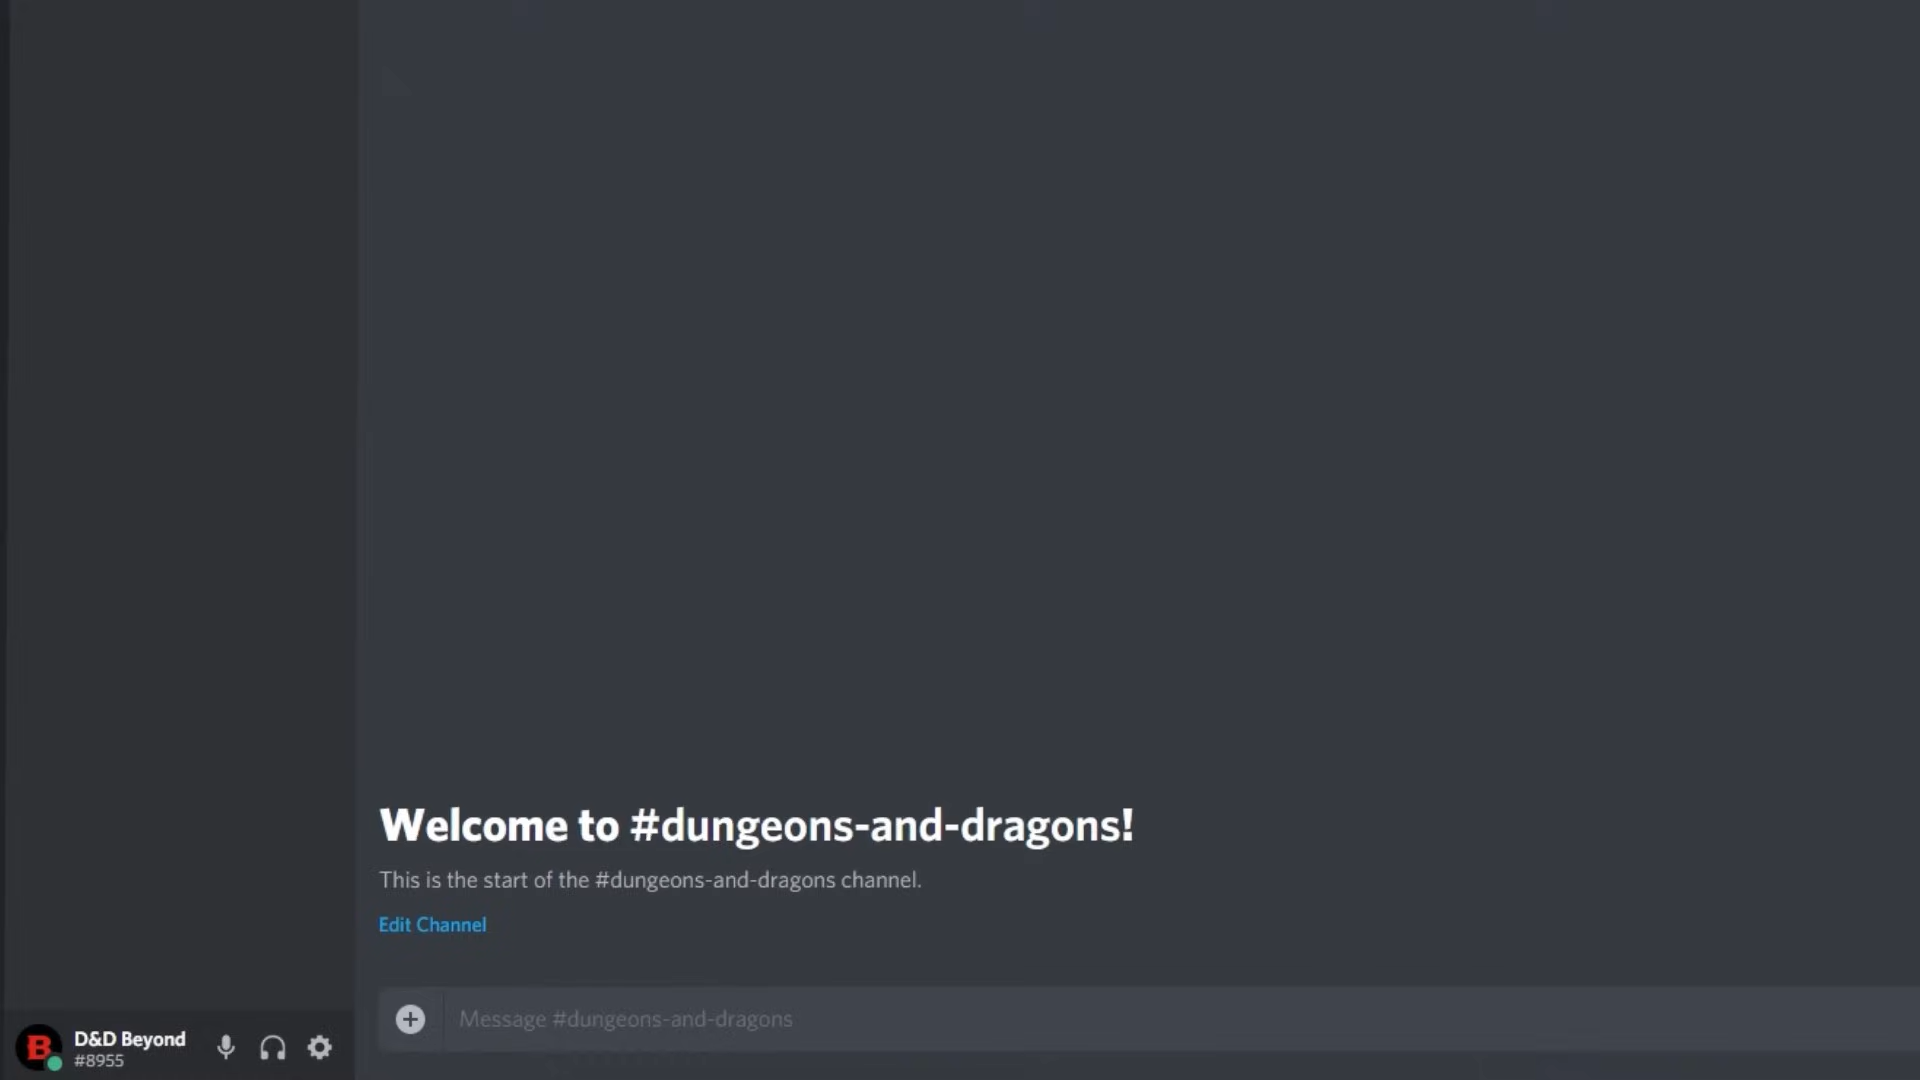 Welcome to #dungeons-and-dragons!
This is the start of the #dungeons-and-dragons channel.
Edit Channel
Message #dungeons-and-dragons
B
D&D Beyond
#8955